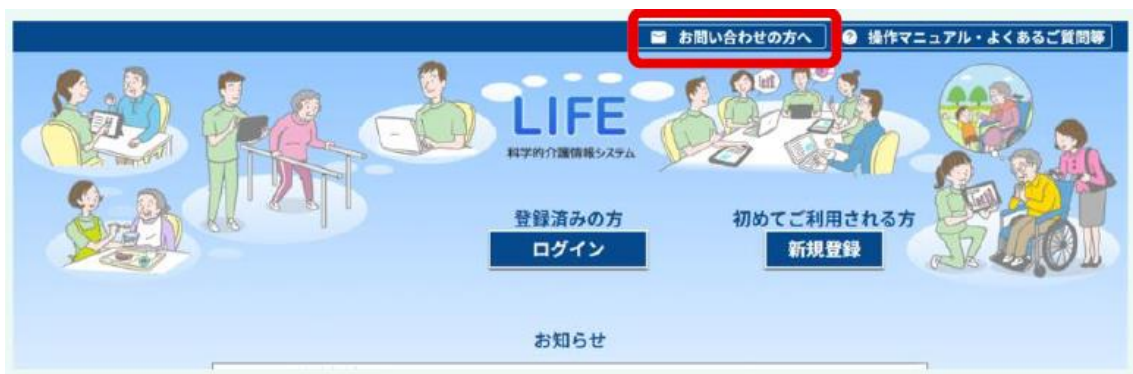 お問い合わせの方へ
操作マニュアル・よくあるご質問等
LIFE
科学的介護情報システム
登録済みの方
初めてご利用される方
ログイン
新規登録
お知らせ